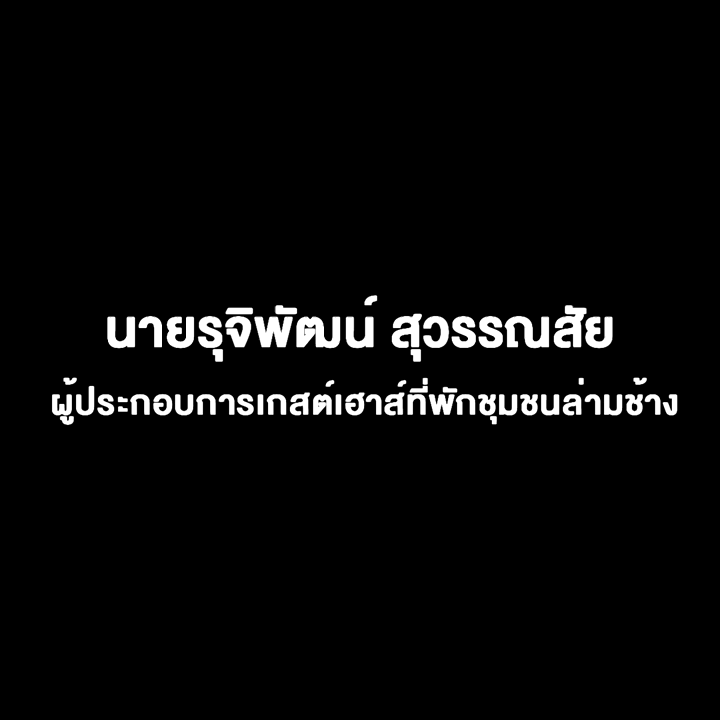 นายรุจิพัฒน์ สุวรรณสัย
ผู้ประกอบการเกสต์เฮาส์ที่พักชุมชนล่ามช้าง